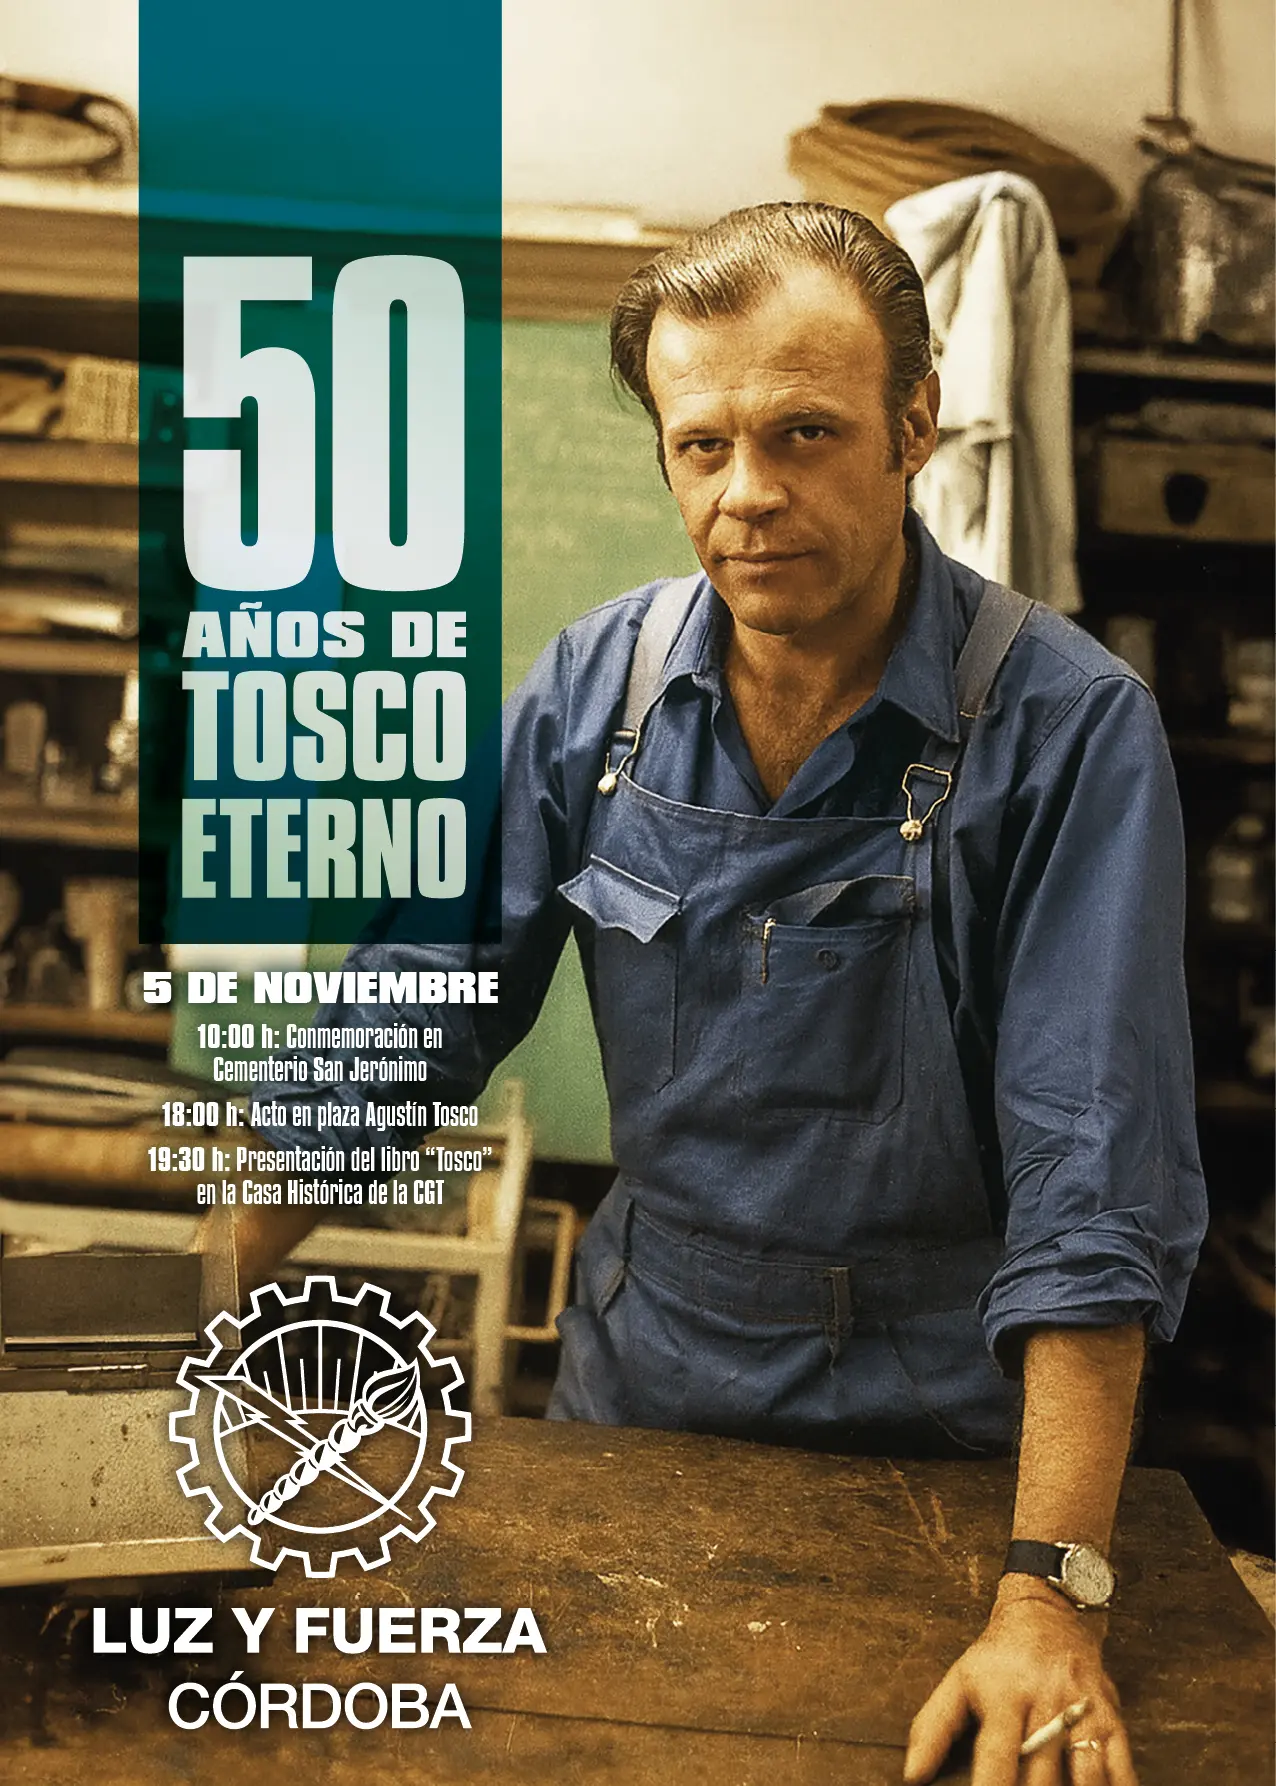 50
AÑOS DE
TOSCO
ETERNO
5 DE NOVIEMBRE
10:00 h: Conmemoración en
Cementerio San Jerónimo
18:00 h: Acto en plaza Agustín Tosco
19:30 h: Presentación del libro “Tosco”
en la Casa Histórica de la CGT
LUZ Y FUERZA
CÓRDOBA